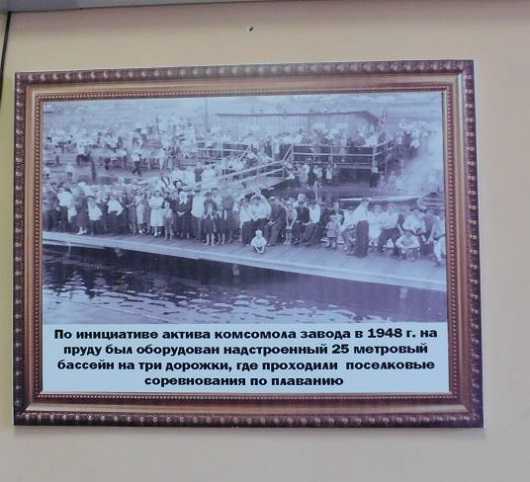 По инициативе актива комсомола завода в 1948 г. на
пруду был оборудован надстроенный 25 метровый
бассейн на три дорожки, где проходили поселковые
соревнования по плаванию